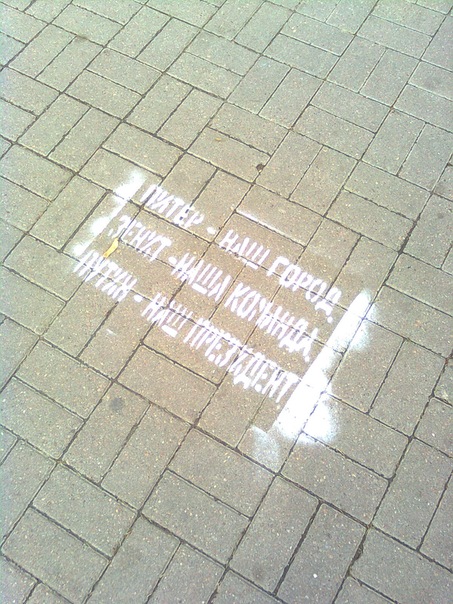 ПИТЕР - НАШ ГОРОД,
ЗЕНИТ - НАША КОМАНДА,
ПУТИН - НАШ ПРЕЗИДЕНТ!